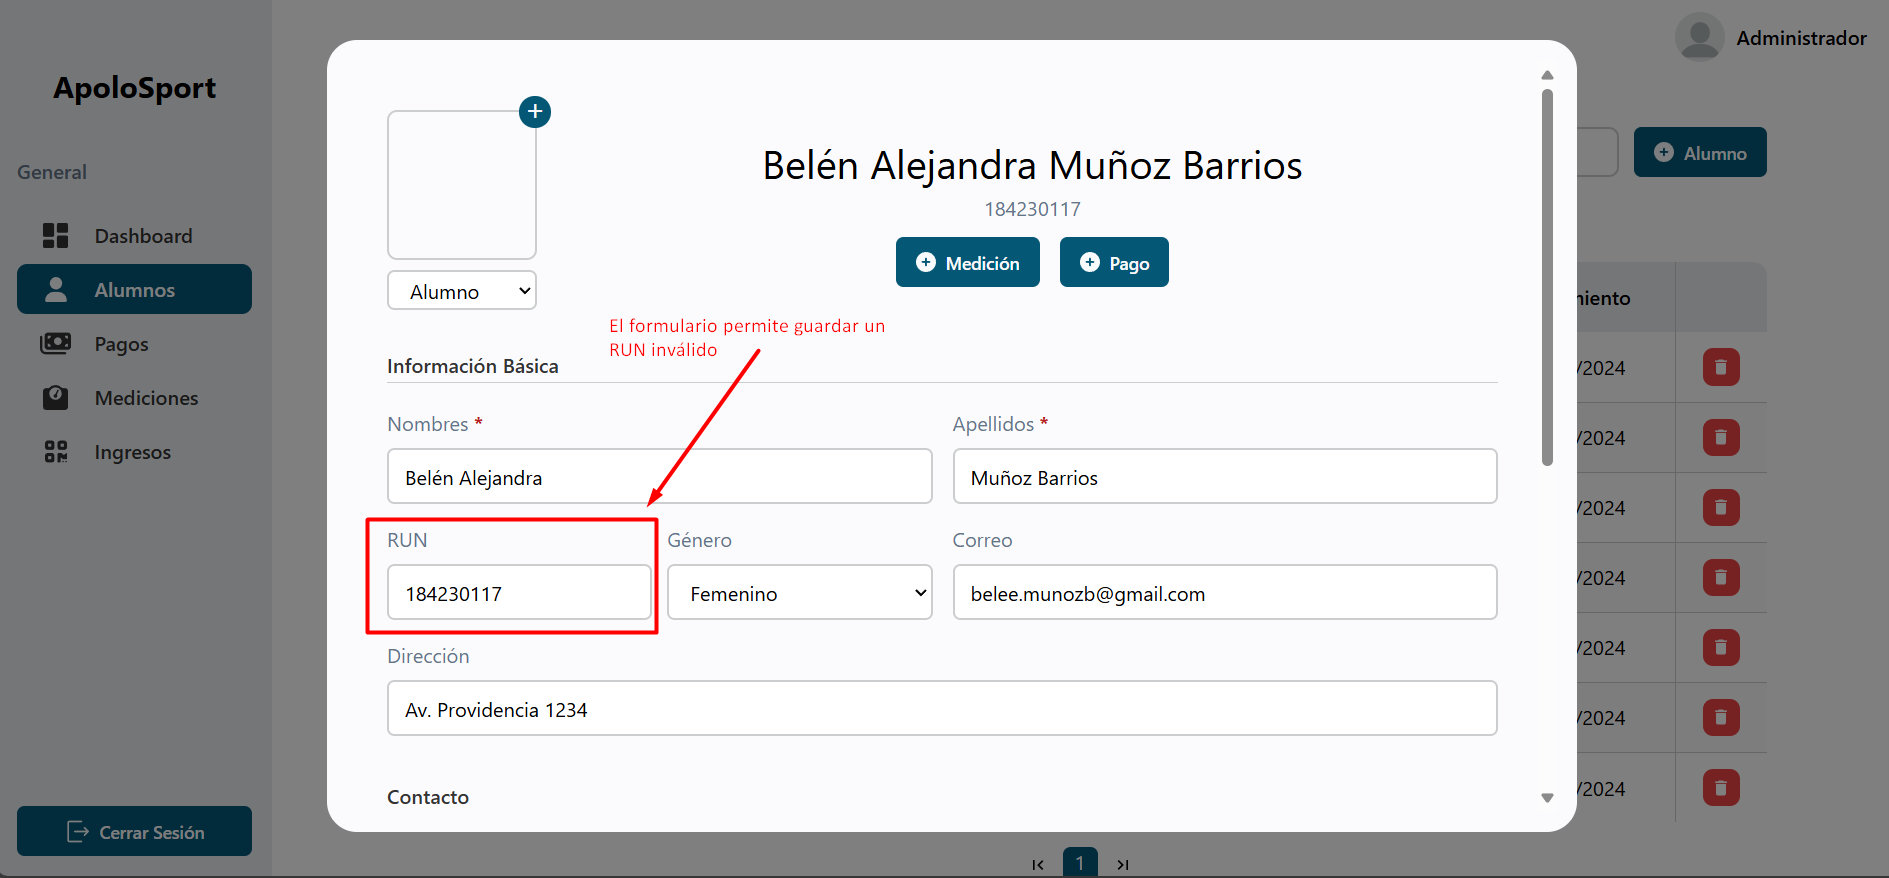 ApoloSport
General
Dashboard
Alumnos
Pagos
Mediciones
Ingresos
Cerrar Sesión
Administrador
Alumno
Belén Alejandra Muñoz Barrios
184230117
Medición
Pago
Alumno
El formulario permite guardar un
RUN inválido
Información Básica
Nombres *
Apellidos *
Belén Alejandra
Muñoz Barrios
RUN
Género
Correo
184230117
Femenino
belee.munozb@gmail.com
Dirección
Av. Providencia 1234
Contacto
miento
/2024
/2024
/2024
/2024
/2024
/2024
/2024
1